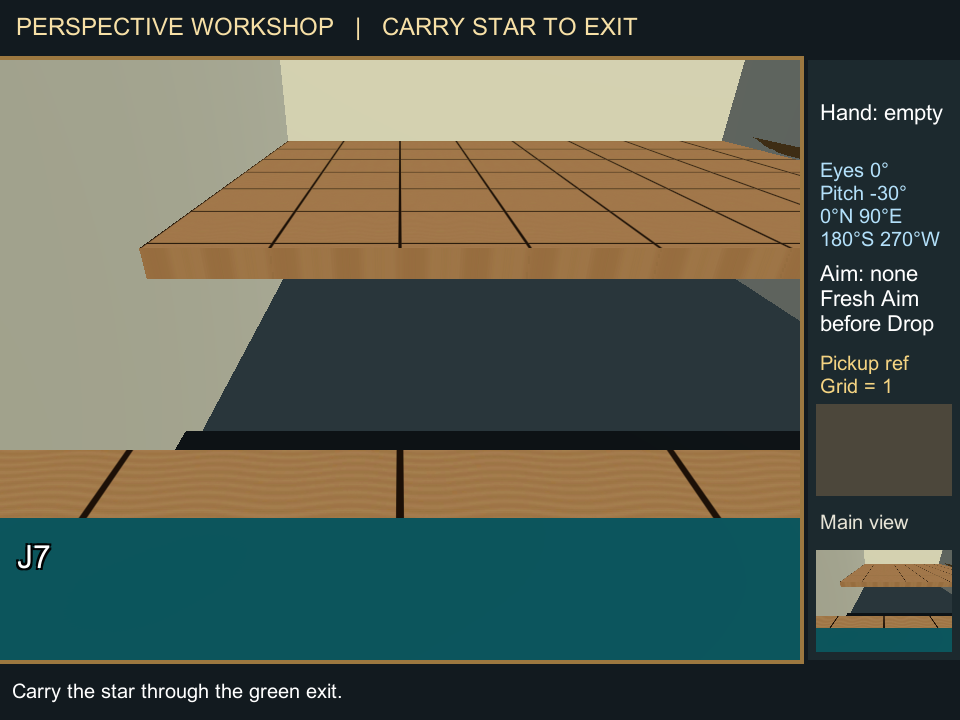 PERSPECTIVE WORKSHOP | CARRY STAR TO EXIT
Hand: empty
Eyes 0°
Pitch -30°
0°N 90°E
180°S 270°W
Aim: none
Fresh Aim
before Drop
Pickup ref
Grid = 1
Main view
J7
Carry the star through the green exit.